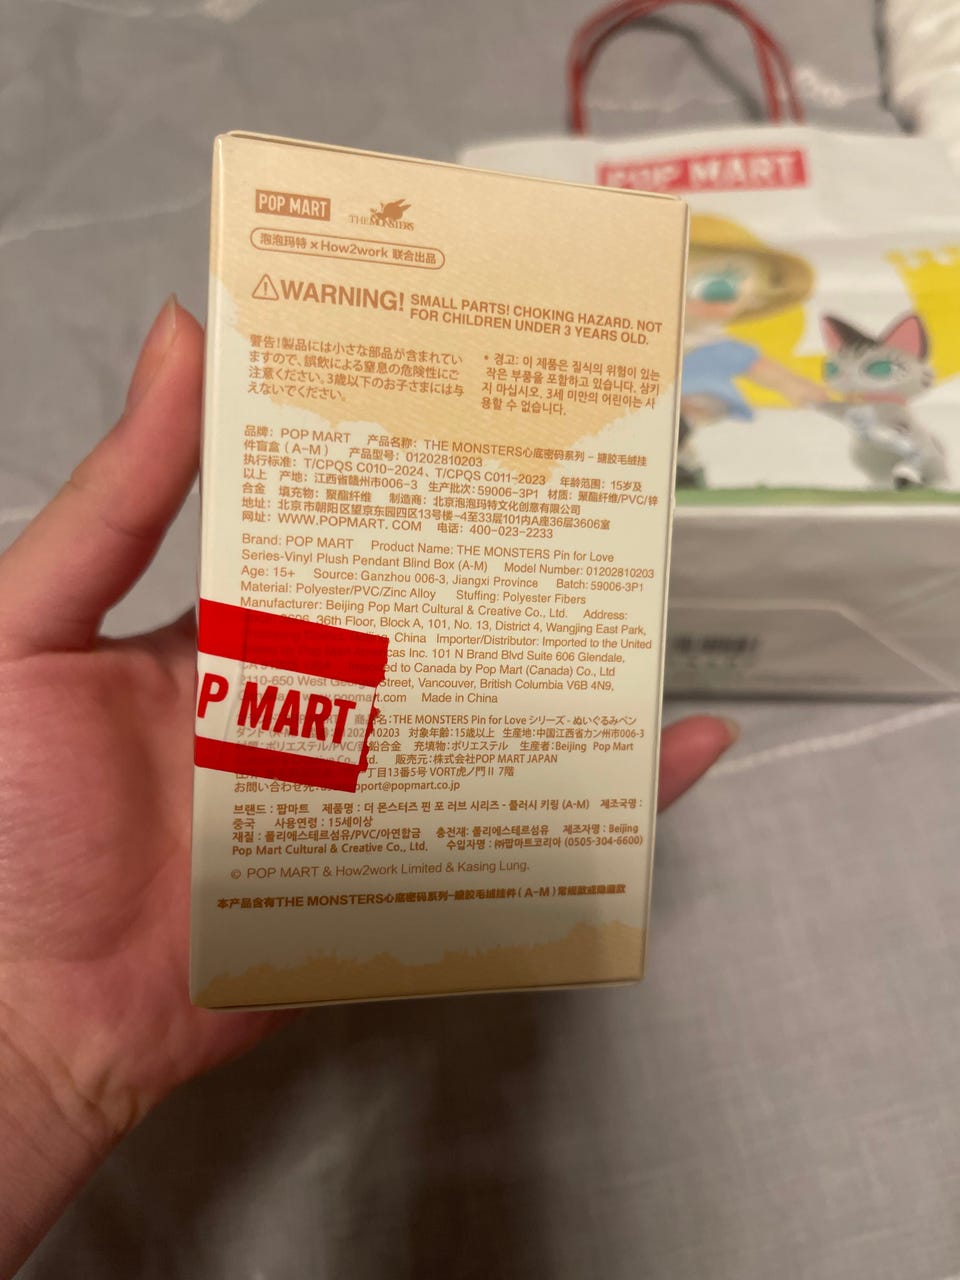 POP MART
POP MART
THE MONSTERS
泡泡玛特 × How2work 联合出品
WARNING! SMALL PARTS! CHOKING HAZARD. NOT
FOR CHILDREN UNDER 3 YEARS OLD.
警告!製品には小さな部品が含まれてい
ますので、誤飲による窒息の危険性にご
注意ください。3歳以下のお子さまには与
えないでください。
* 경고: 이 제품은 질식의 위험이 있는
작은 부품을 포함하고 있습니다. 삼키
지 마십시오. 3세 미만의 어린이는 사
용할 수 없습니다.
品牌: POP MART 产品名称: THE MONSTERS心底密码系列 – 搪胶毛绒挂
件盲盒 (A-M) 产品型号: 01202810203
执行标准: T/CPQS C010-2024、T/CPQS C011-2023 年龄范围: 15岁及
以上 产地: 江西省赣州市006-3 生产批次: 59006-3P1 材质: 聚酯纤维/PVC/锌
合金 填充物: 聚酯纤维 制造商: 北京泡泡玛特文化创意有限公司
地址: 北京市朝阳区望京东园四区13号楼-4至33层101内A座36层3606室
网址: WWW.POPMART.COM 电话: 400-023-2233
Brand: POP MART Product Name: THE MONSTERS Pin for Love
Series-Vinyl Plush Pendant Blind Box (A-M) Model Number: 01202810203
Age: 15+ Source: Ganzhou 006-3, Jiangxi Province Batch: 59006-3P1
Material: Polyester/PVC/Zinc Alloy Stuffing: Polyester Fibers
Manufacturer: Beijing Pop Mart Cultural & Creative Co., Ltd. Address:
36th Floor, Block A, 101, No. 13, District 4, Wangjing East Park,
China Importer/Distributor: Imported to the United
Inc. 101 N Brand Blvd Suite 606 Glendale,
to Canada by Pop Mart (Canada) Co., Ltd
2110-650 West Street, Vancouver, British Columbia V6B 4N9,
www.popmart.com Made in China
P MART
商品名: THE MONSTERS Pin for Love シリーズ - ぬいぐるみペン
対象年齢: 15歳以上 生産地: 中国江西省カン州市006-3
ポリエステル/PVC/亜鉛合金 充填物: ポリエステル 生産者: Beijing Pop Mart
販売元: 株式会社POP MART JAPAN
丁目13番5号 VORT虎ノ門II 7階
お問い合わせ先: support@popmart.co.jp
브랜드 : 팝마트 제품명 : 더 몬스터즈 핀 포 러브 시리즈 - 플러시 키링 (A-M) 제조국명 :
중국 사용연령 : 15세이상
재질 : 폴리에스테르섬유/PVC/아연합금 충전재: 폴리에스테르섬유 제조자명 : Beijing
Pop Mart Cultural & Creative Co., Ltd. 수입자명 : ㈜팝마트코리아 (0505-304-6600)
© POP MART & How2work Limited & Kasing Lung.
本产品含有THE MONSTERS心底密码系列–搪胶毛绒挂件(A-M)常规款或隐藏款